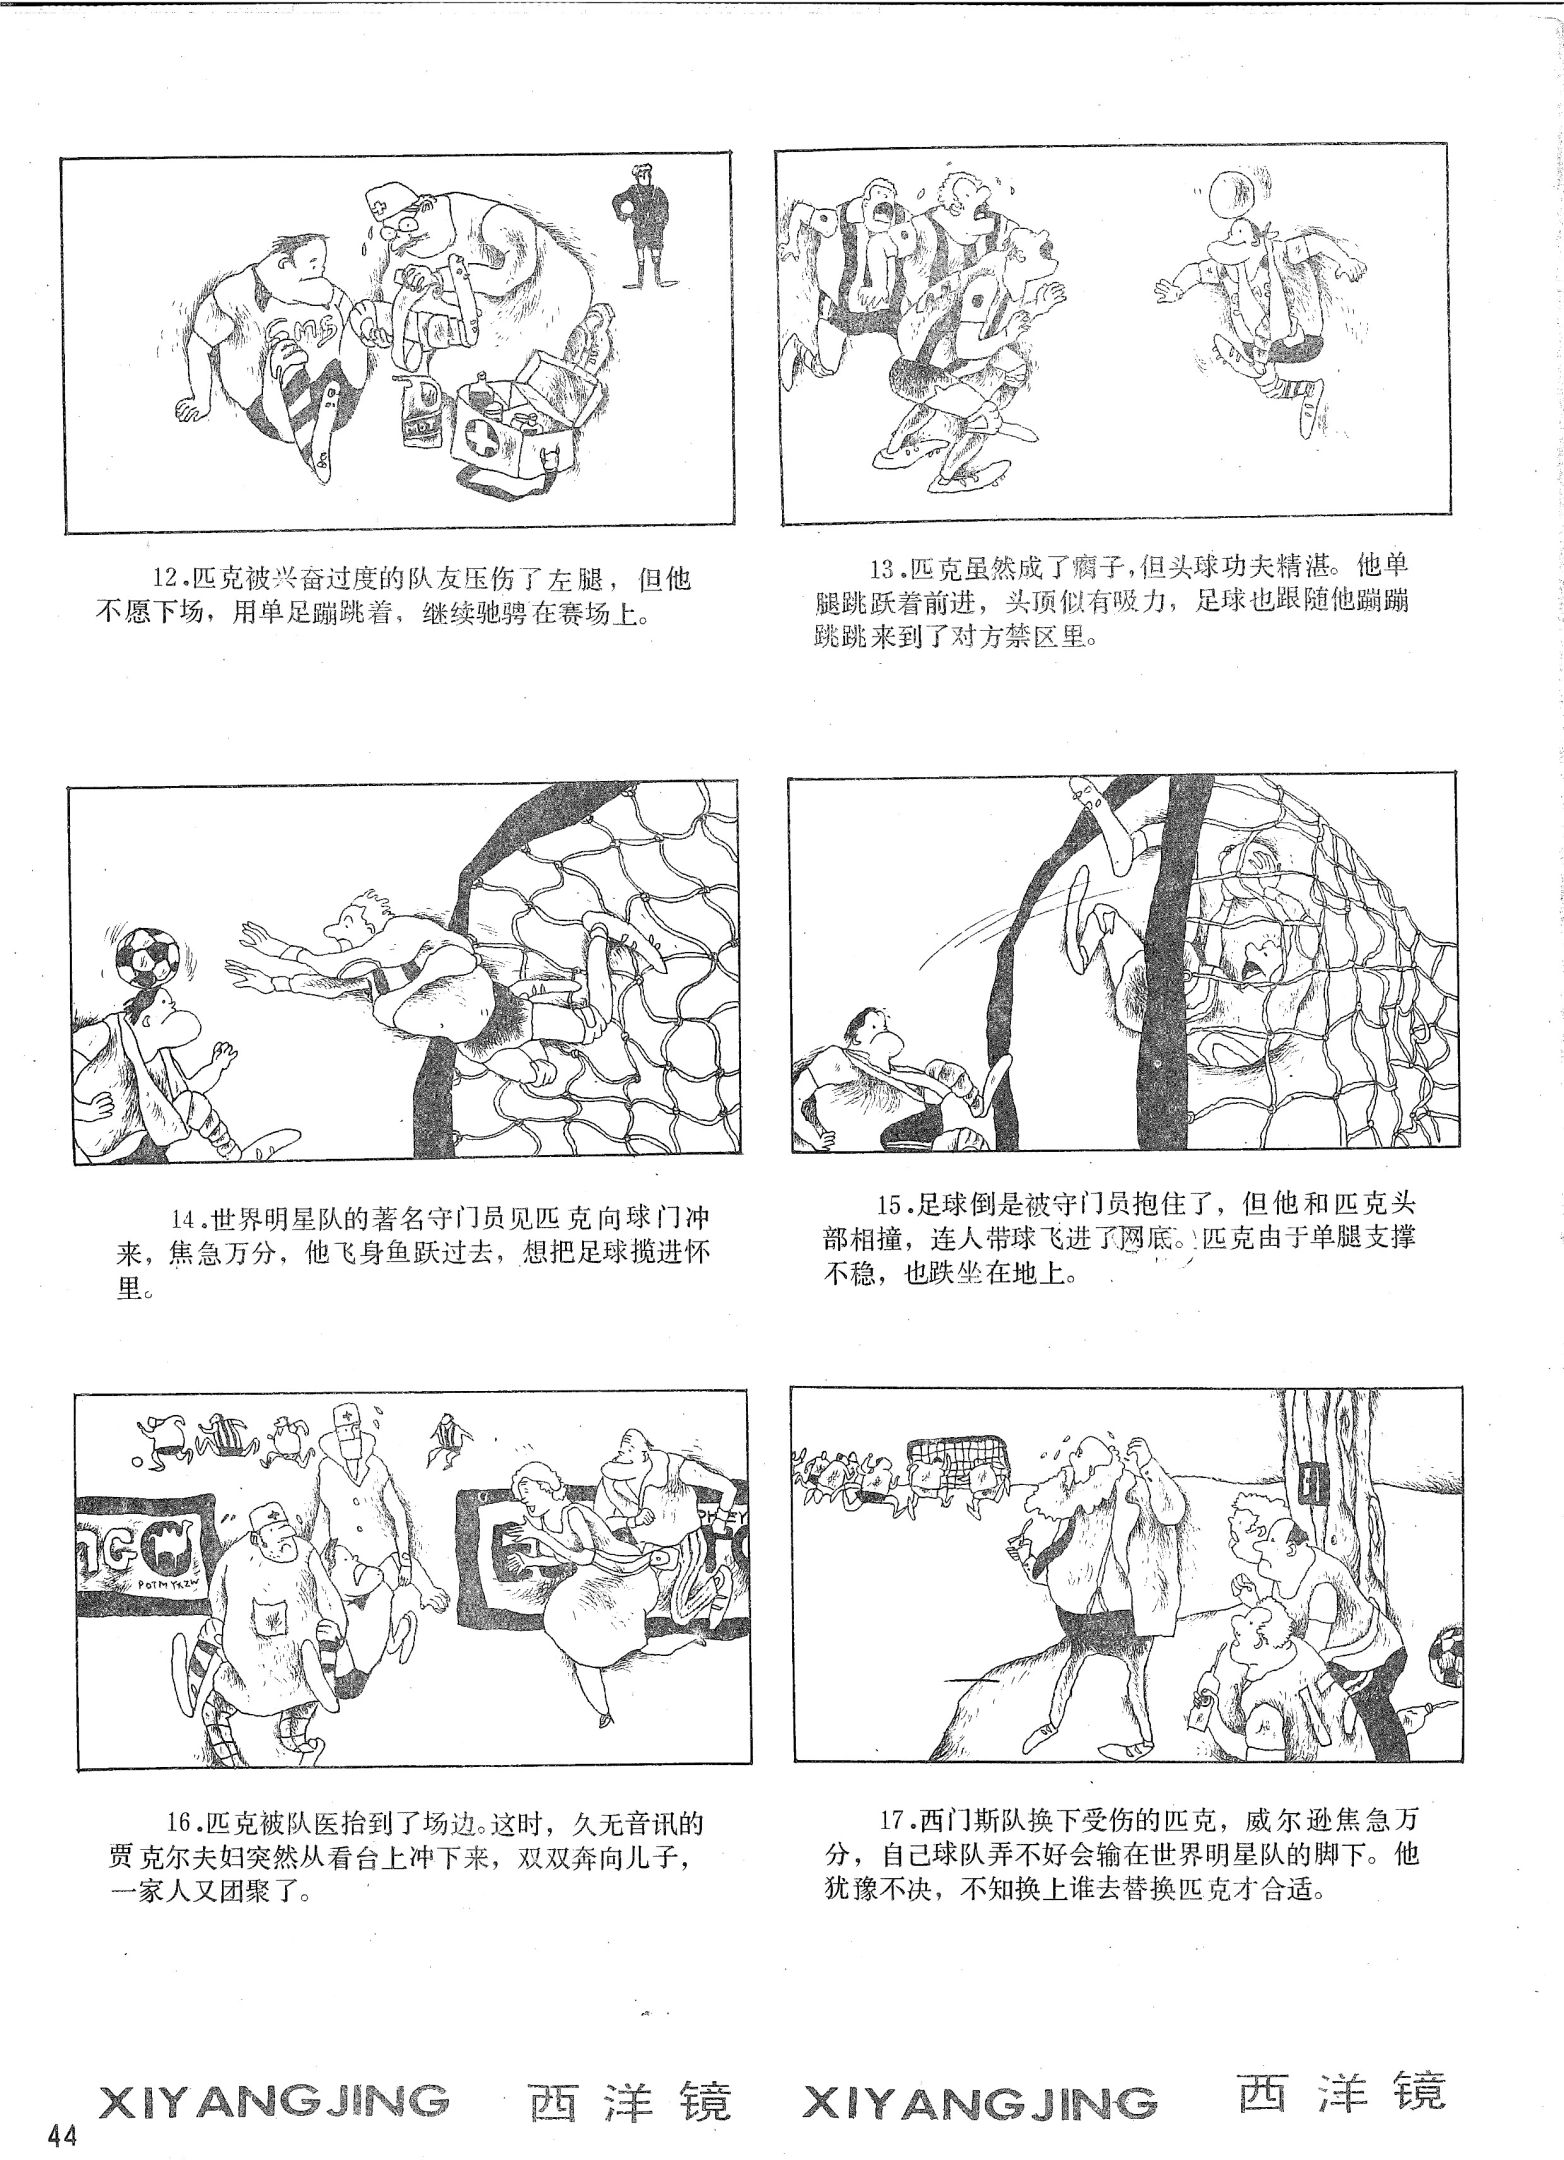 CMS
HOT
12.匹克被兴奋过度的队友压伤了左腿，但他
不愿下场，用单足蹦跳着，继续驰骋在赛场上。
13.匹克虽然成了瘸子，但头球功夫精湛。他单
腿跳跃着前进，头顶似有吸力，足球也跟随他蹦蹦
跳跳来到了对方禁区里。
14.世界明星队的著名守门员见匹克向球门冲
来，焦急万分，他飞身鱼跃过去，想把足球揽进怀
里。
15.足球倒是被守门员抱住了，但他和匹克头
部相撞，连人带球飞进了网底。匹克由于单腿支撑
不稳，也跌坐在地上。
POTMYKZW
16.匹克被队医抬到了场边。这时，久无音讯的
贾克尔夫妇突然从看台上冲下来，双双奔向儿子，
一家人又团聚了。
17.西门斯队换下受伤的匹克，威尔逊焦急万
分，自己球队弄不好会输在世界明星队的脚下。他
犹豫不决，不知换上谁去替换匹克才合适。
XIYANGJING 西洋镜 XIYANGJING 西洋镜
44